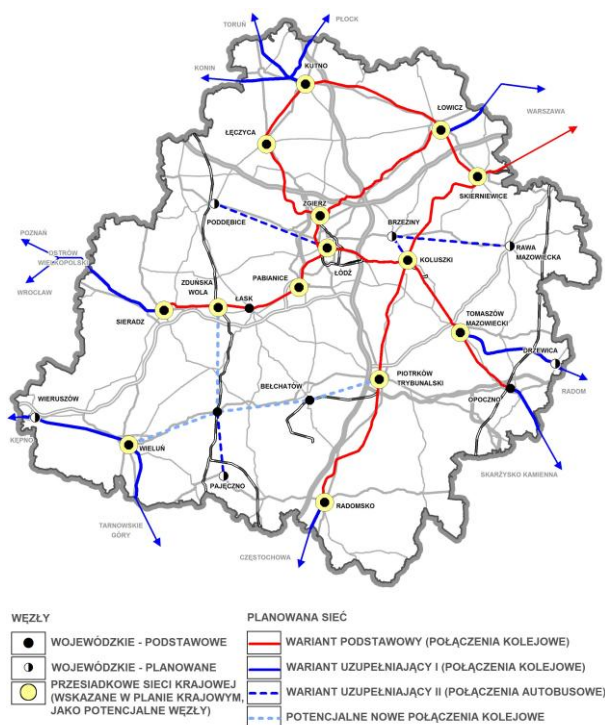 TORUŃ
PŁOCK
KONIN
KUTNO
ŁOWICZ
WARSZAWA
ŁĘCZYCA
SKIERNIEWICE
ZGIERZ
PODDĘBICE
BRZEZINY
POZNAŃ
OSTRÓW
WIELKOPOLSKI
RAWA
MAZOWIECKA
ŁÓDŹ
KOLUSZKI
WROCŁAW
ZDUŃSKA
WOLA
PABIANICE
ŁASK
SIERADZ
TOMASZÓW
MAZOWIECKI
DRZEWICA
PIOTRKÓW
TRYBUNALSKI
RADOM
BEŁCHATÓW
OPOCZNO
WIERUSZÓW
KĘPNO
WIELUŃ
SKARŻYSKO KAMIENNA
PAJĘCZNO
RADOMSKO
TARNOWSKIE
GÓRY
CZĘSTOCHOWA
WĘZŁY
WOJEWÓDZKIE - PODSTAWOWE
WOJEWÓDZKIE - PLANOWANE
PRZESIADKOWE SIECI KRAJOWEJ
(WSKAZANE W PLANIE KRAJOWYM,
JAKO POTENCJALNE WĘZŁY)
PLANOWANA SIEĆ
WARIANT PODSTAWOWY (POŁĄCZENIA KOLEJOWE)
WARIANT UZUPEŁNIAJĄCY I (POŁĄCZENIA KOLEJOWE)
WARIANT UZUPEŁNIAJĄCY II (POŁĄCZENIA AUTOBUSOWE)
POTENCJALNE NOWE POŁĄCZENIA KOLEJOWE